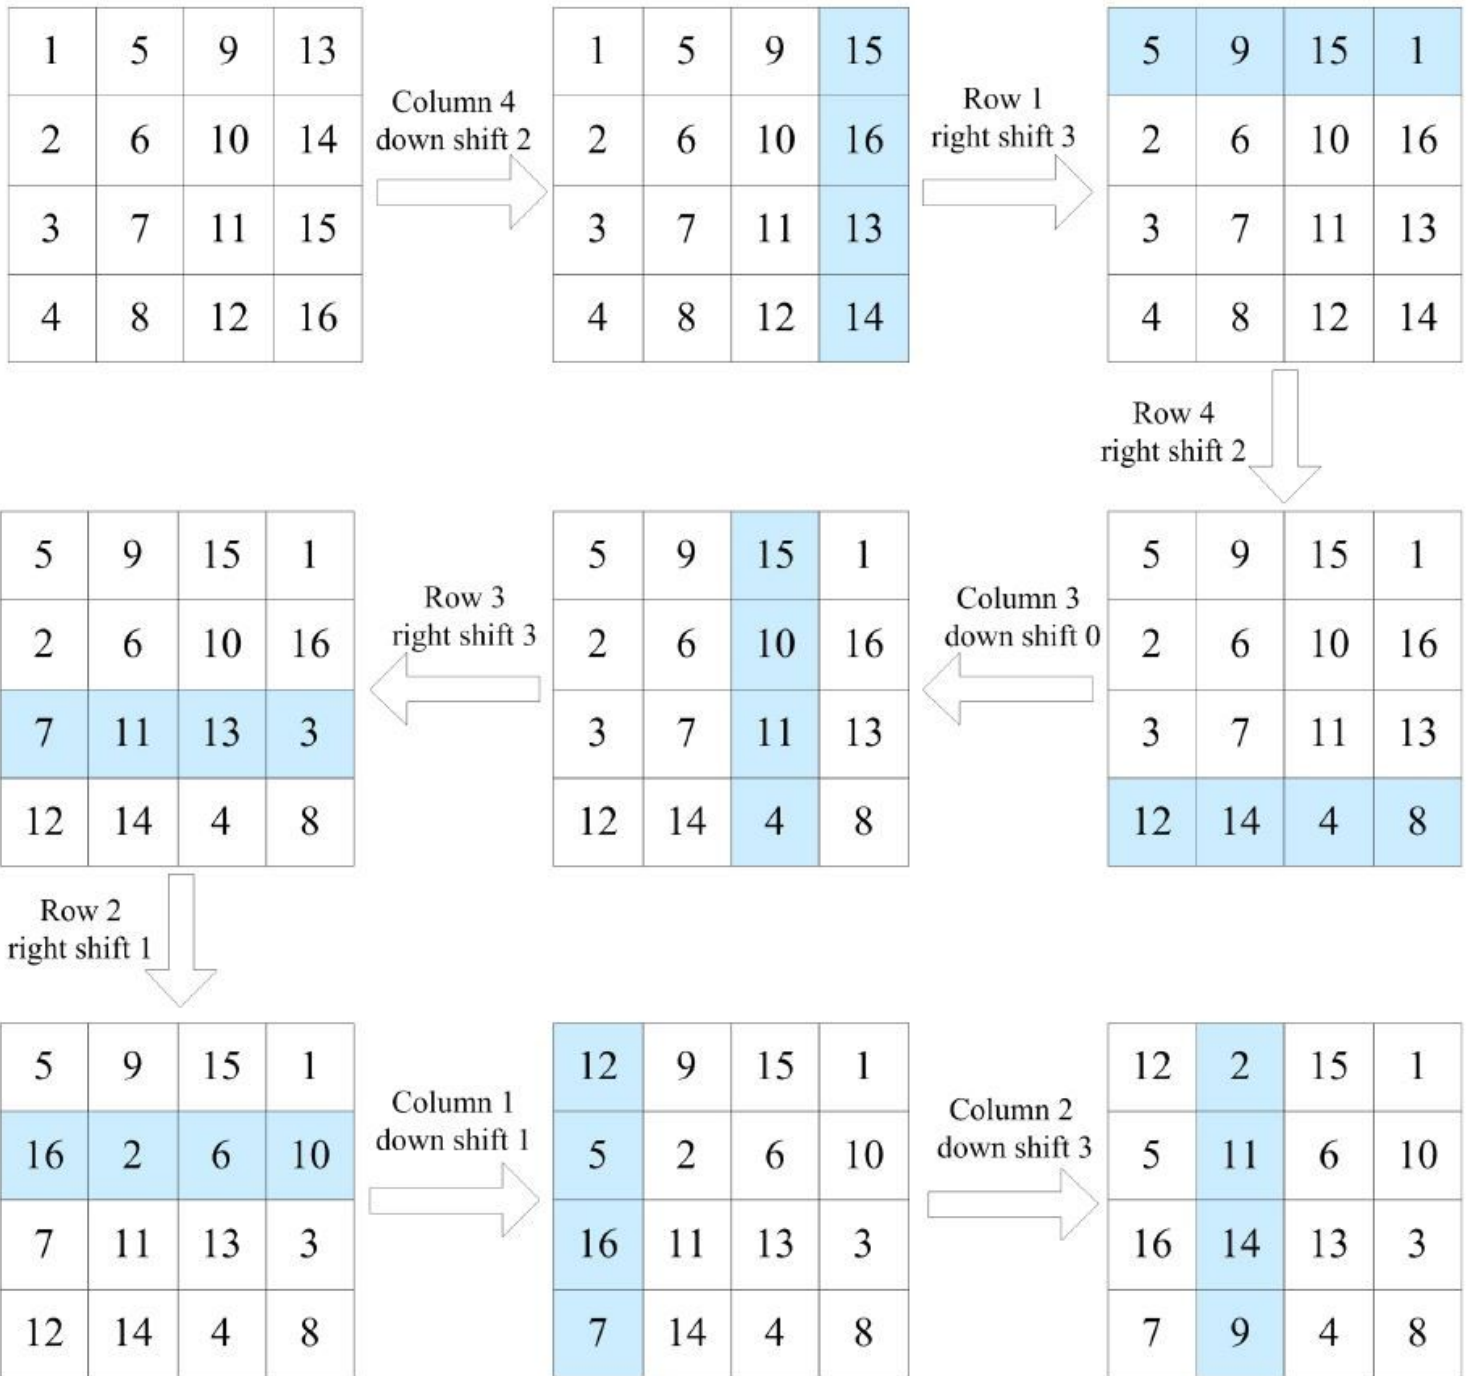 1 5 9 13
2 6 10 14
3 7 11 15
4 8 12 16
Column 4
down shift 2
1 5 9 15
2 6 10 16
3 7 11 13
4 8 12 14
Row 1
right shift 3
5 9 15 1
2 6 10 16
3 7 11 13
4 8 12 14
Row 4
right shift 2
5 9 15 1
2 6 10 16
3 7 11 13
12 14 4 8
Column 3
down shift 0
5 9 15 1
2 6 10 16
3 7 11 13
12 14 4 8
Row 3
right shift 3
5 9 15 1
2 6 10 16
7 11 13 3
12 14 4 8
Row 2
right shift 1
5 9 15 1
16 2 6 10
7 11 13 3
12 14 4 8
Column 1
down shift 1
12 9 15 1
5 2 6 10
16 11 13 3
7 14 4 8
Column 2
down shift 3
12 2 15 1
5 11 6 10
16 14 13 3
7 9 4 8